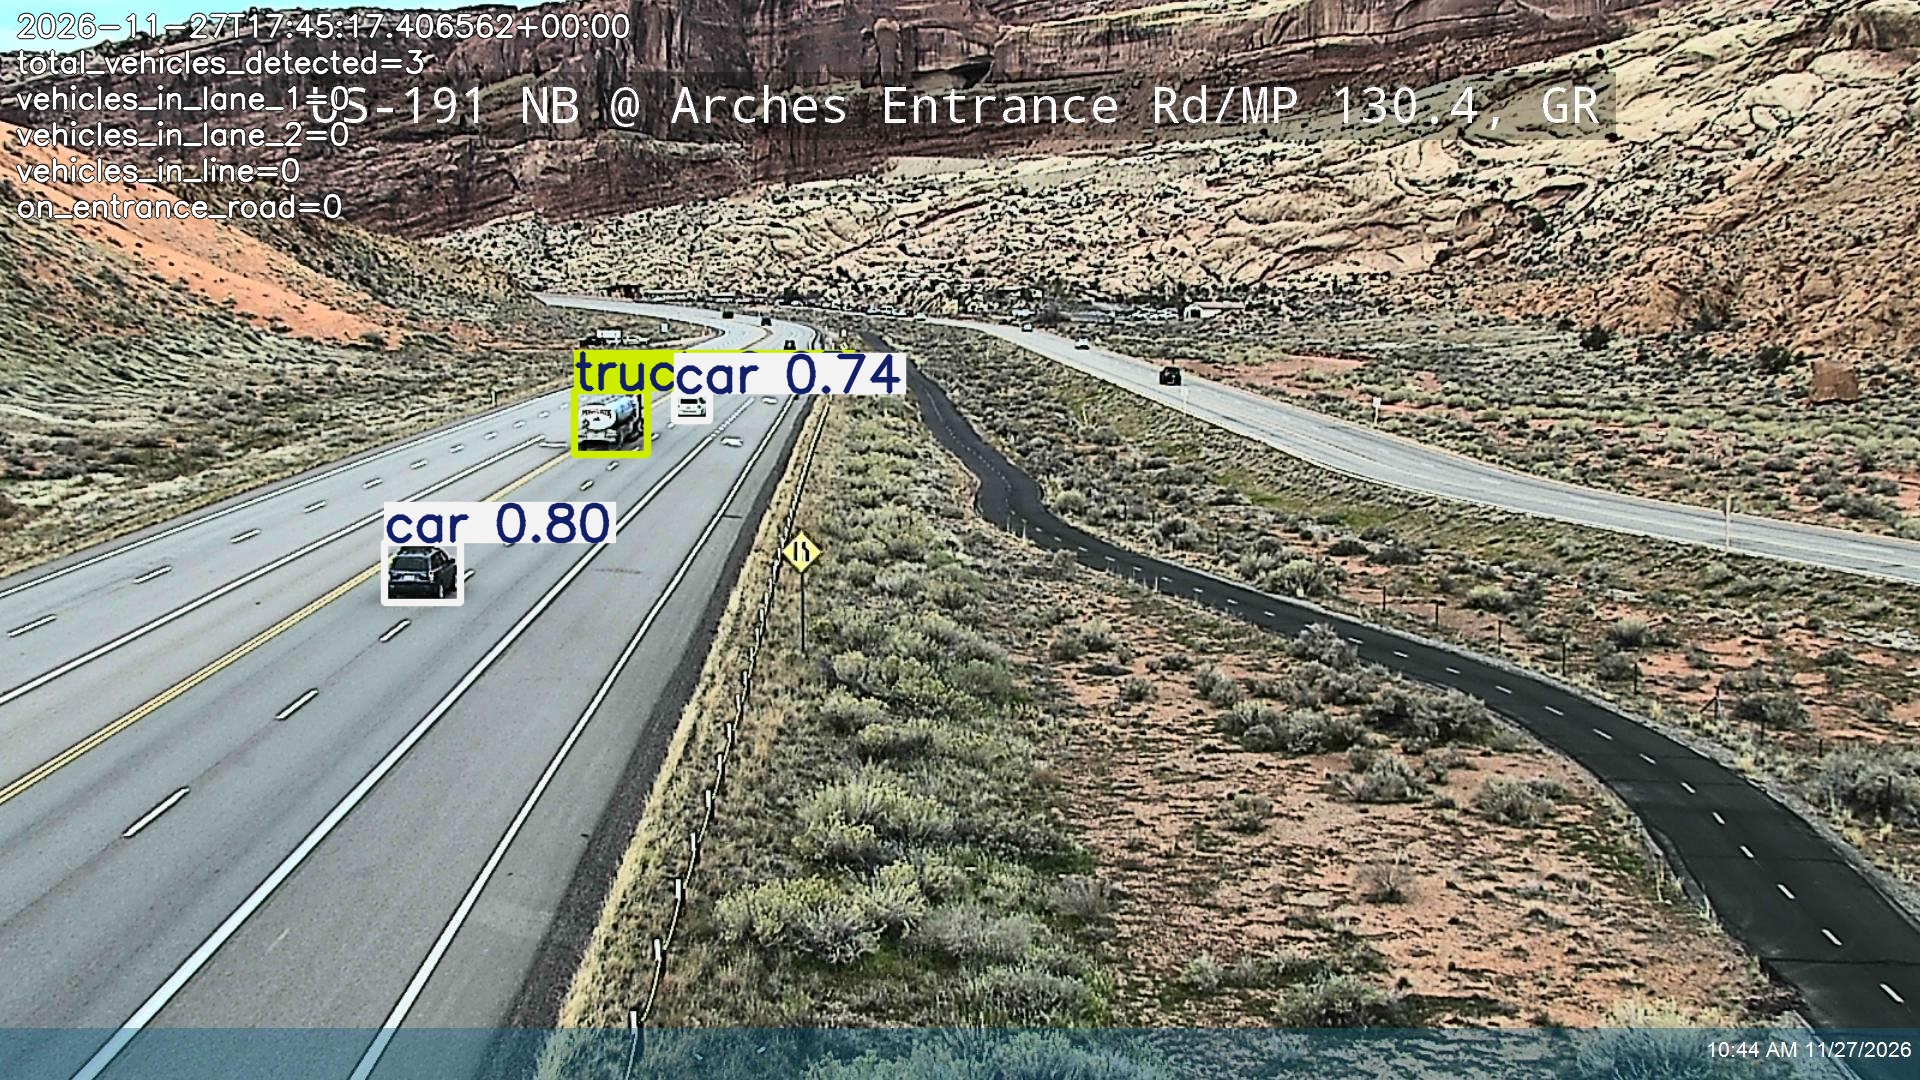 2026-11-27T17:45:17.406562+00:00
total_vehicles_detected=3
vehicles_in_lane_1=0
US-191 NB @ Arches Entrance Rd/MP 130.4, GR
vehicles_in_lane_2=0
vehicles_in_line=0
on_entrance_road=0
truc
car 0.74
car 0.80
10:44 AM 11/27/2026